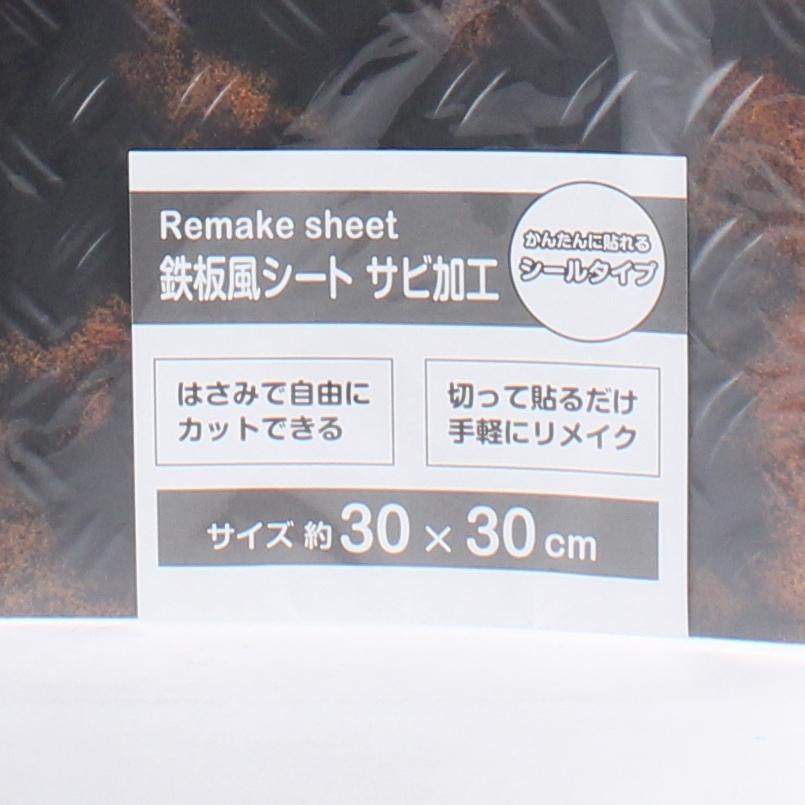 Remake sheet
鉄板風シート サビ加工
かんたんに貼れる
シールタイプ
はさみで自由に
カットできる
切って貼るだけ
手軽にリメイク
サイズ 約30×30cm